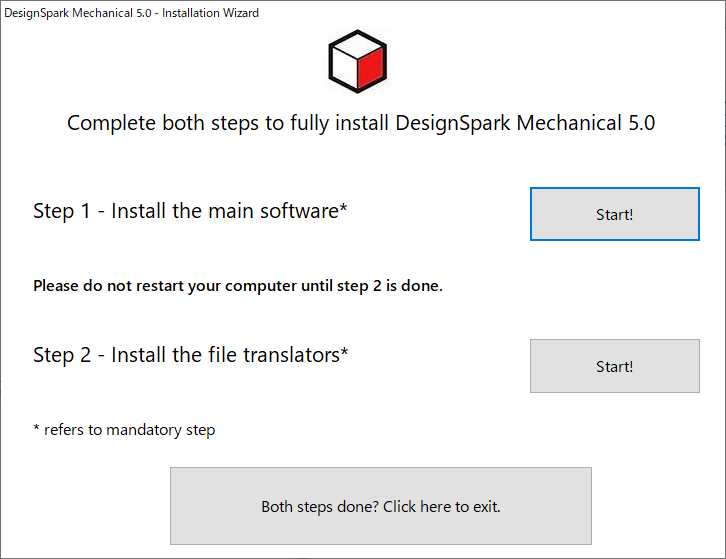 DesignSpark Mechanical 5.0 - Installation Wizard
Complete both steps to fully install DesignSpark Mechanical 5.0
Step 1 - Install the main software*
Start!
Please do not restart your computer until step 2 is done.
Step 2 - Install the file translators*
Start!
* refers to mandatory step
Both steps done? Click here to exit.